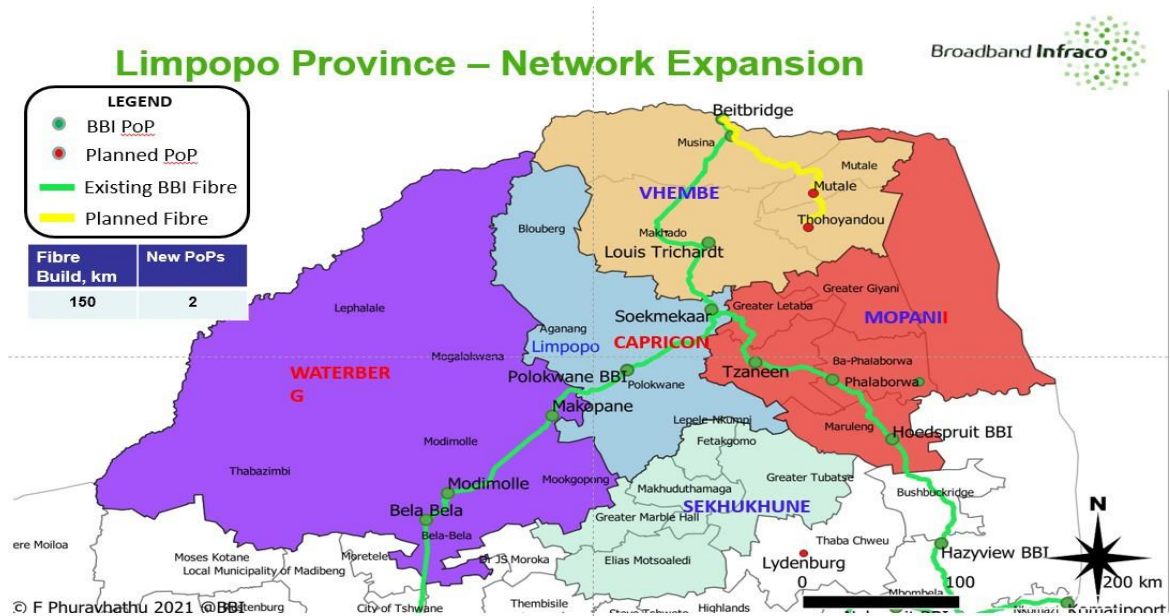 Limpopo Province – Network Expansion
Broadband Infraco
LEGEND
BBI PoP
Planned PoP
Existing BBI Fibre
Planned Fibre
Fibre Build, km
New PoPs
150
2
Beitbridge
Musina
Mutale
Mutale
VHEMBE
Thohoyandou
Blouberg
Makhado
Louis Trichardt
Greater Giyani
Lephalale
Soekmekaar
Greater Letaba
MOPANII
Aganang
Limpopo
CAPRICON
Mogalakwena
WATERBER
G
Polokwane BBI
Polokwane
Tzaneen
Ba-Phalaborwa
Phalaborwa
Makopane
Lepele Nkumpi
Maruleng
Hoedspruit BBI
Modimolle
Fetakgomo
Thabazimbi
Mookgopong
Greater Tubatse
Modimolle
Makhuduthamaga
Bushbuckridge
N
SEKHUKHUNE
Bela Bela
Greater Marble Hall
Bela-Bela
Thaba Chweu
Hazyview BBI
ere Moiloa
Moses Kotane
Moretele
Dr JS Moroka
Elias Motsoaledi
Lydenburg
Local Municipality of Madibeng
0
100
200 km
Mbombela
© F Phuravhathu 2021 @BBI
City of Tshwane
Thembisile
Highlands